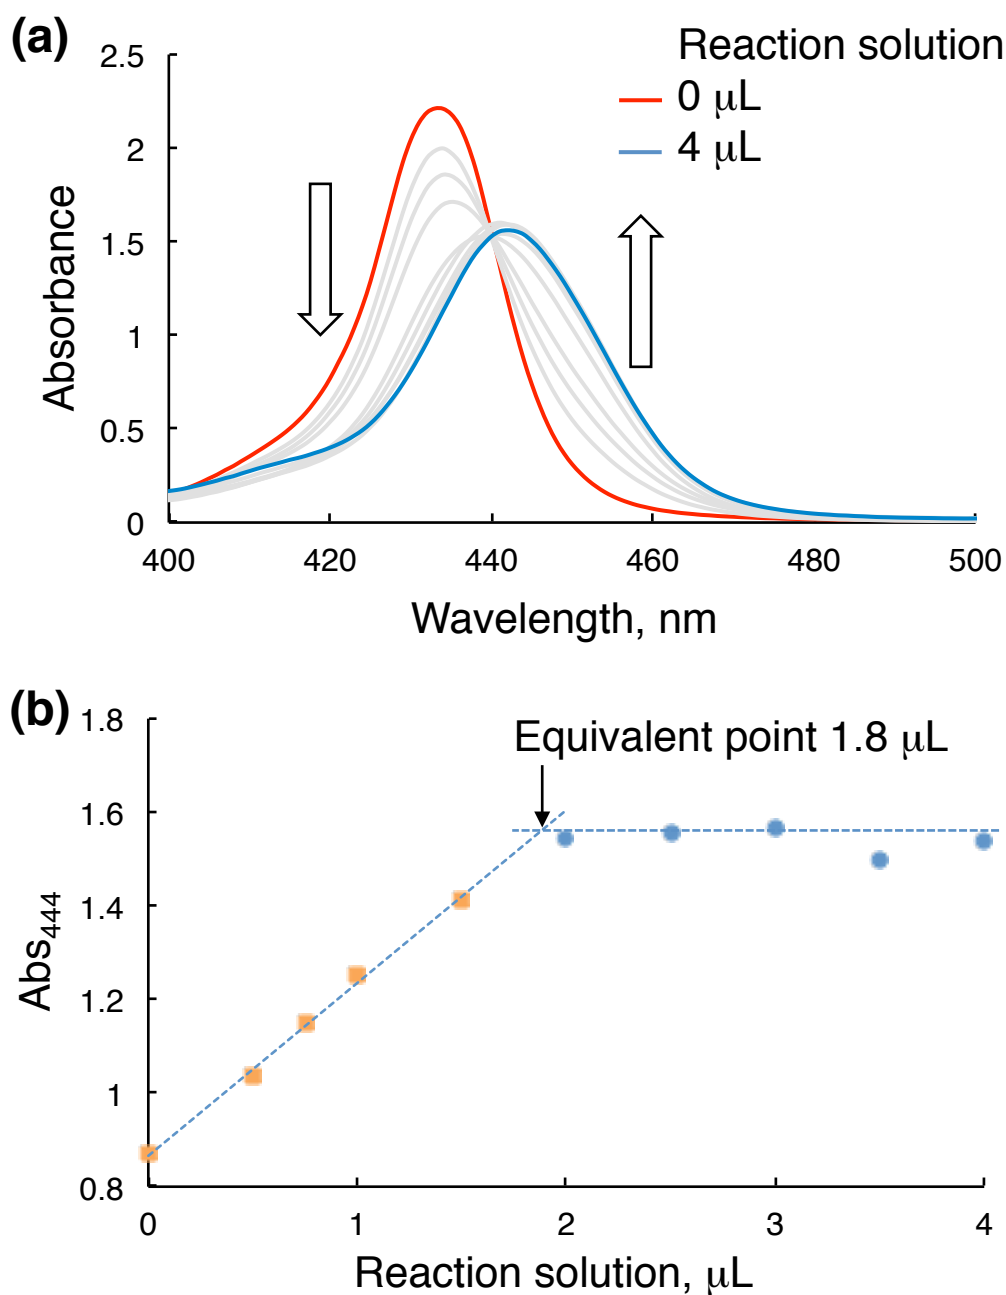 (a)
Reaction solution
0 μL
4 μL
2.5
2
1.5
1
0.5
0
Absorbance
400 420 440 460 480 500
Wavelength, nm
(b)
Equivalent point 1.8 μL
1.8
1.6
1.4
1.2
1
0.8
Abs444
0 1 2 3 4
Reaction solution, μL